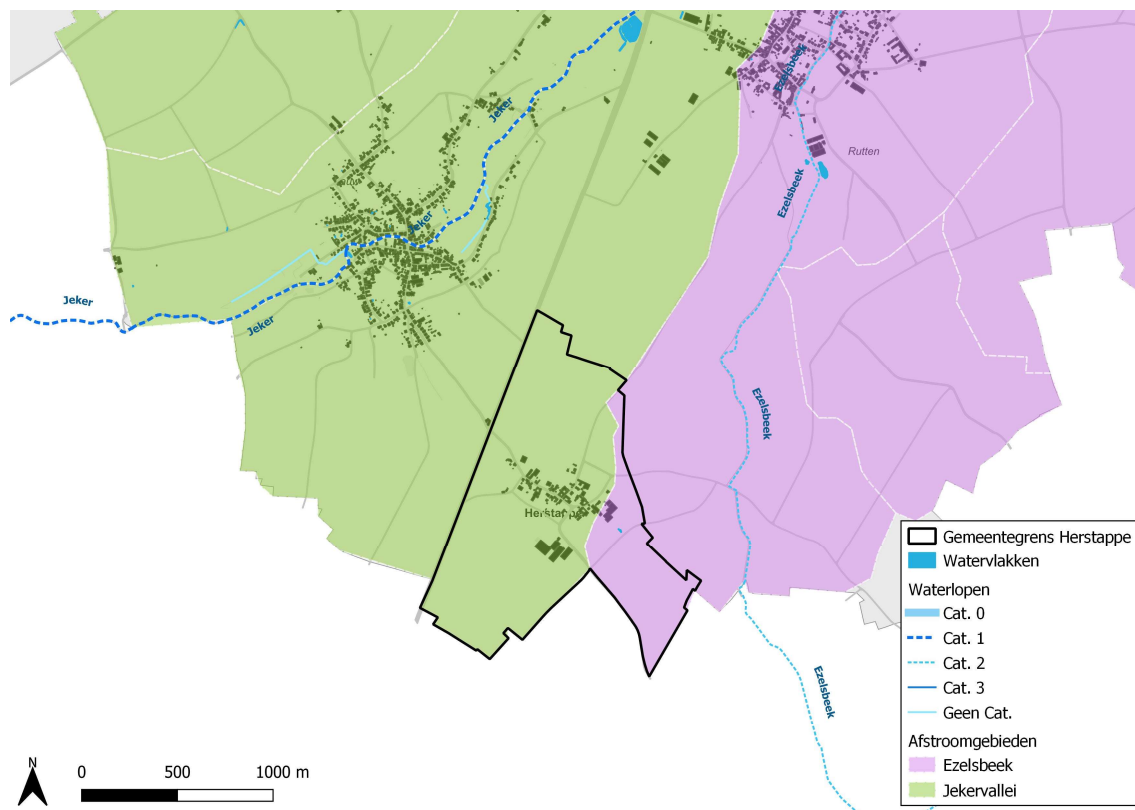 Ezelsbeek
Jeker
Rutten
Ezelsbeek
Jeker
Jeker
Jeker
Ezelsbeek
Herstappe
Ezelsbeek
Gemeentegrens Herstappe
Watervlakken
Waterlopen
Cat. 0
Cat. 1
Cat. 2
Cat. 3
Geen Cat.
Afstroomgebieden
Ezelsbeek
Jekervallei
N
0 500 1000 m